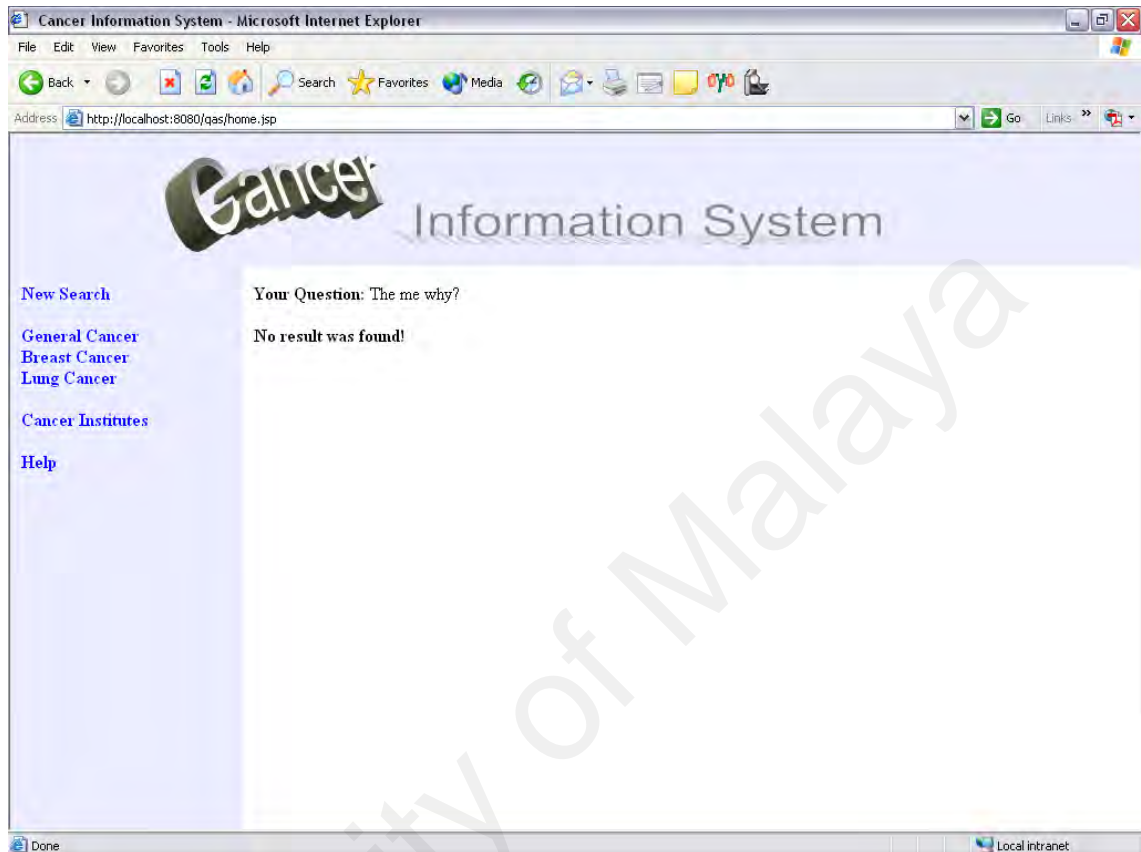 Cancer Information System - Microsoft Internet Explorer
File Edit View Favorites Tools Help
Back Search Favorites Media
Address http://localhost:8080/qas/home.jsp Go Links »
Cancer
Information System
New Search
General Cancer
Breast Cancer
Lung Cancer
Cancer Institutes
Help
Your Question: The me why?
No result was found!
ity of Malaya
Done Local intranet